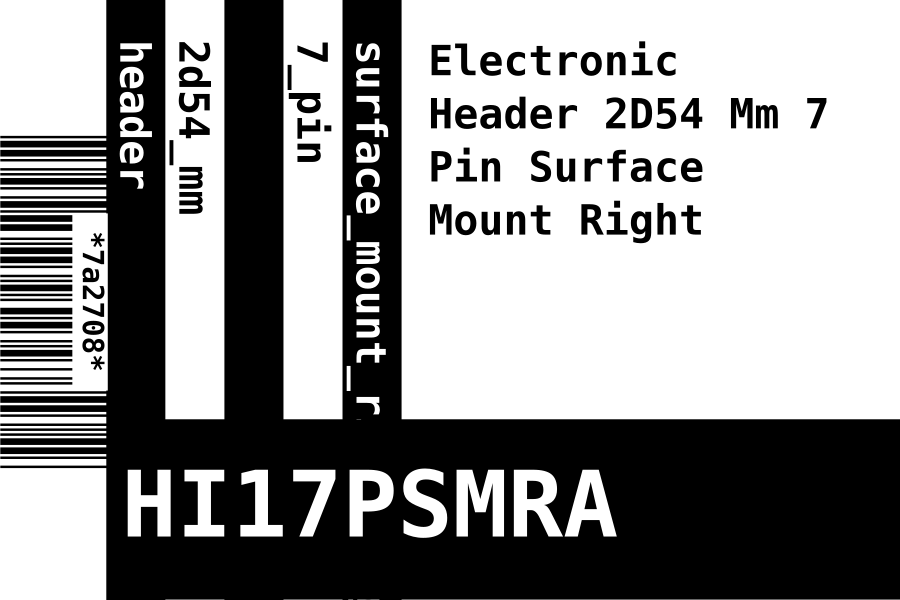 *7a2708*
header
2d54_mm
7_pin
surface_mount_r
Electronic
Header 2D54 Mm 7
Pin Surface
Mount Right
HI17PSMRA